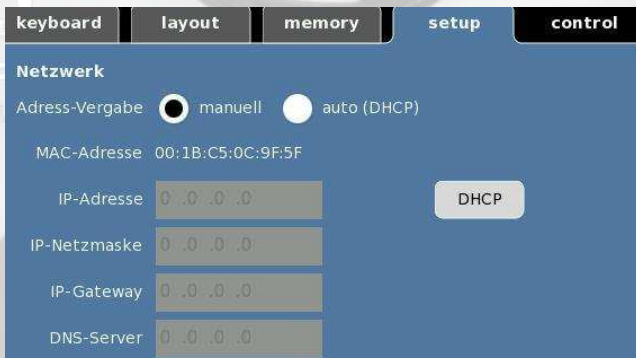 keyboard layout memory setup control
Netzwerk
Adress-Vergabe manuell auto (DHCP)
MAC-Adresse 00:1B:C5:0C:9F:5F
IP-Adresse 0 .0 .0 .0 DHCP
IP-Netzmaske 0 .0 .0 .0
IP-Gateway 0 .0 .0 .0
DNS-Server 0 .0 .0 .0